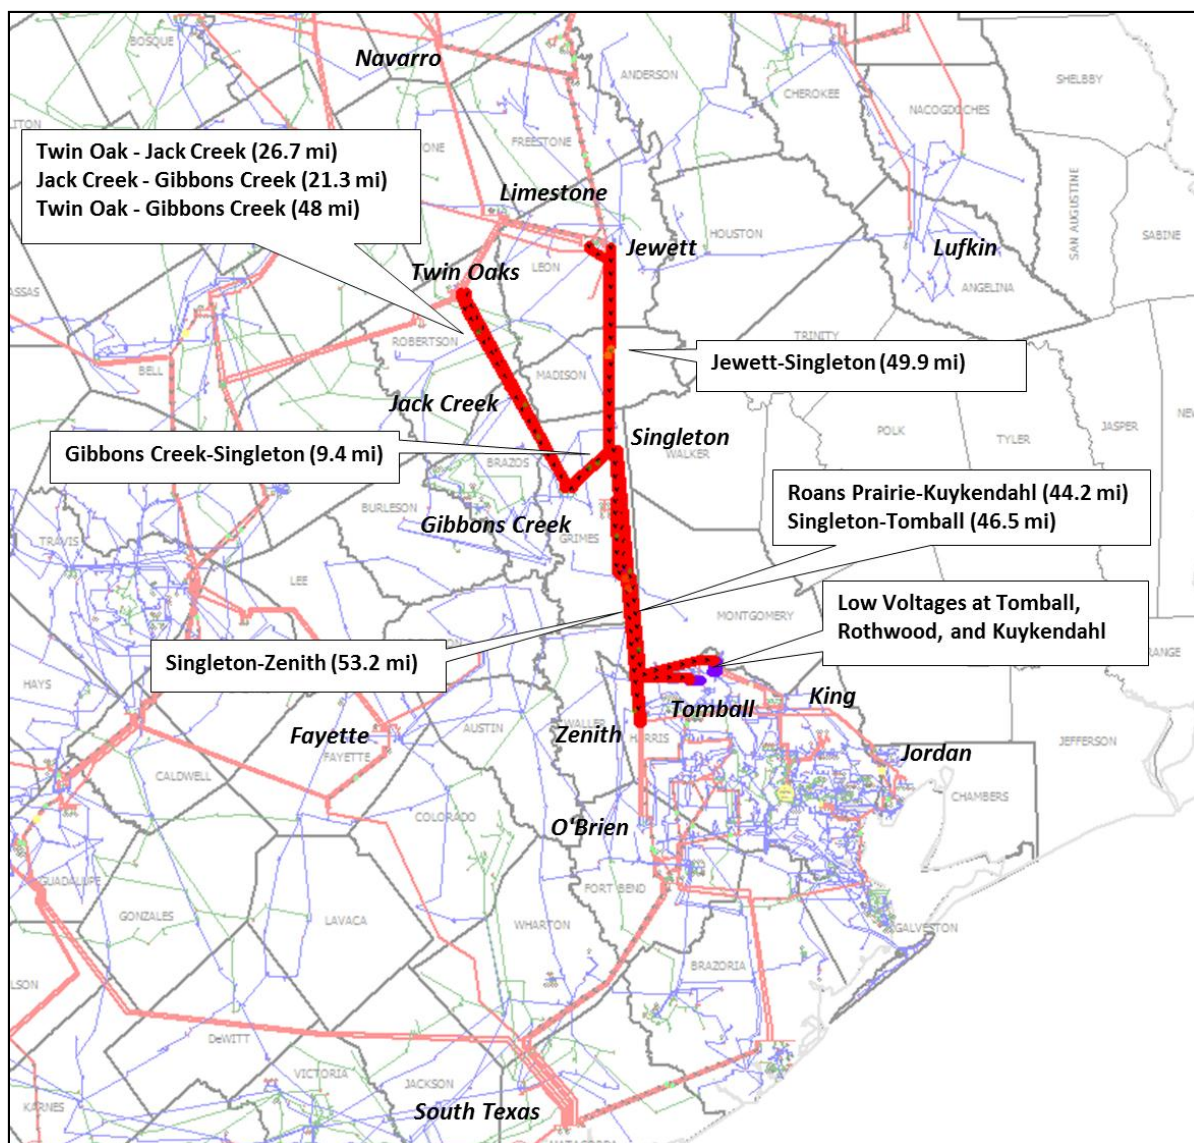 BOSQUE
Navarro
ANDERSON
SHELBBY
CHEROKEE
NACOGDOCHES
FREESTONE
Twin Oak - Jack Creek (26.7 mi)
Jack Creek - Gibbons Creek (21.3 mi)
Twin Oak - Gibbons Creek (48 mi)
SAN AUGUSTINE
Limestone
HOUSTON
SABINE
Jewett
Lufkin
LEON
Twin Oaks
ANGELINA
TRINITY
ROBERTSON
BELL
MADISON
Jewett-Singleton (49.9 mi)
Jack Creek
POLK
TYLER
JASPER
Singleton
WALKER
Gibbons Creek-Singleton (9.4 mi)
BRAZOS
BURLESON
Gibbons Creek
GRIMES
Roans Prairie-Kuykendahl (44.2 mi)
Singleton-Tomball (46.5 mi)
TRAVIS
LEE
MONTGOMERY
Low Voltages at Tomball,
Rothwood, and Kuykendahl
Singleton-Zenith (53.2 mi)
HAYS
King
Tomball
Fayette
AUSTIN
WALLER
Zenith
HARRIS
FAYETTE
JEFFERSON
Jordan
CALDWELL
CHAMBERS
COLORADO
O'Brien
GUADALUPE
FORT BEND
GONZALES
LAVACA
WHARTON
GALVESTON
BRAZORIA
DeWITT
VICTORIA
JACKSON
KARNES
South Texas